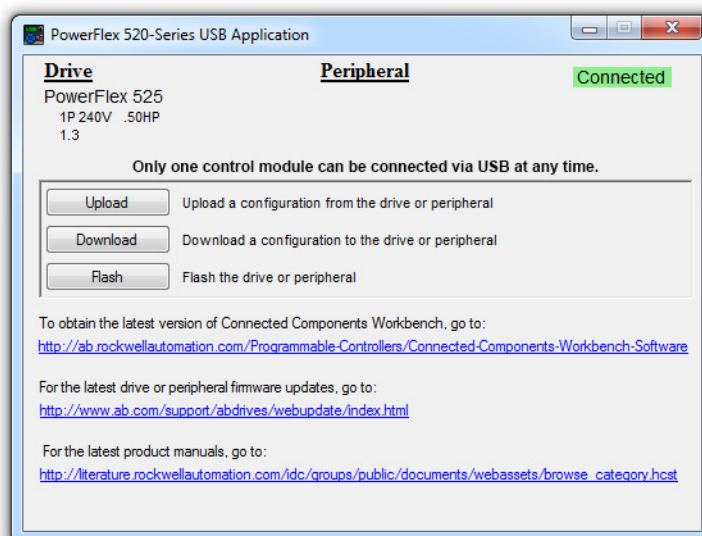 PowerFlex 520-Series USB Application
Drive Peripheral Connected
PowerFlex 525
1P 240V .50HP
1.3
Only one control module can be connected via USB at any time.
Upload Upload a configuration from the drive or peripheral
Download Download a configuration to the drive or peripheral
Flash Flash the drive or peripheral
To obtain the latest version of Connected Components Workbench, go to:
http://ab.rockwellautomation.com/Programmable-Controllers/Connected-Components-Workbench-Software
For the latest drive or peripheral firmware updates, go to:
http://www.ab.com/support/abdrives/webupdate/index.html
For the latest product manuals, go to:
http://literature.rockwellautomation.com/idc/groups/public/documents/webassets/browse_category.hcst